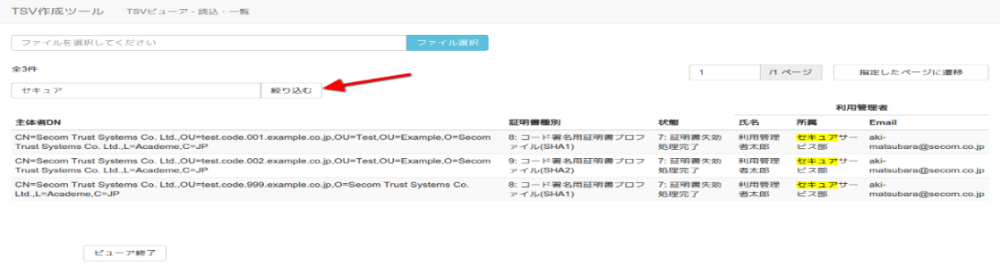 TSV作成ツール TSVビューア - 読込 - 一覧
ファイルを選択してください ファイル選択
全3件
1 /1 ページ 指定したページに遷移
セキュア 絞り込む
利用管理者
主体者DN 証明書種別 状態 氏名 所属 Email
CN=Secom Trust Systems Co. Ltd.,OU=test.code.001.example.co.jp,OU=Test,OU=Example,O=Secom 8: コード署名用証明書プロフ 7: 証明書失効 利用管理 セキュアサー aki-
Trust Systems Co. Ltd.,L=Academe,C=JP ァイル(SHA1) 処理完了 者太郎 ビス部 matsubara@secom.co.jp
CN=Secom Trust Systems Co. Ltd.,OU=test.code.002.example.co.jp,OU=Test,OU=Example,O=Secom 9: コード署名用証明書プロフ 7: 証明書失効 利用管理 セキュアサー aki-
Trust Systems Co. Ltd.,L=Academe,C=JP ァイル(SHA2) 処理完了 者太郎 ビス部 matsubara@secom.co.jp
CN=Secom Trust Systems Co. Ltd.,OU=test.code.999.example.co.jp,O=Secom Trust Systems Co. 8: コード署名用証明書プロフ 7: 証明書失効 利用管理 セキュアサー aki-
Ltd.,L=Academe,C=JP ァイル(SHA1) 処理完了 者太郎 ビス部 matsubara@secom.co.jp
ビューア終了